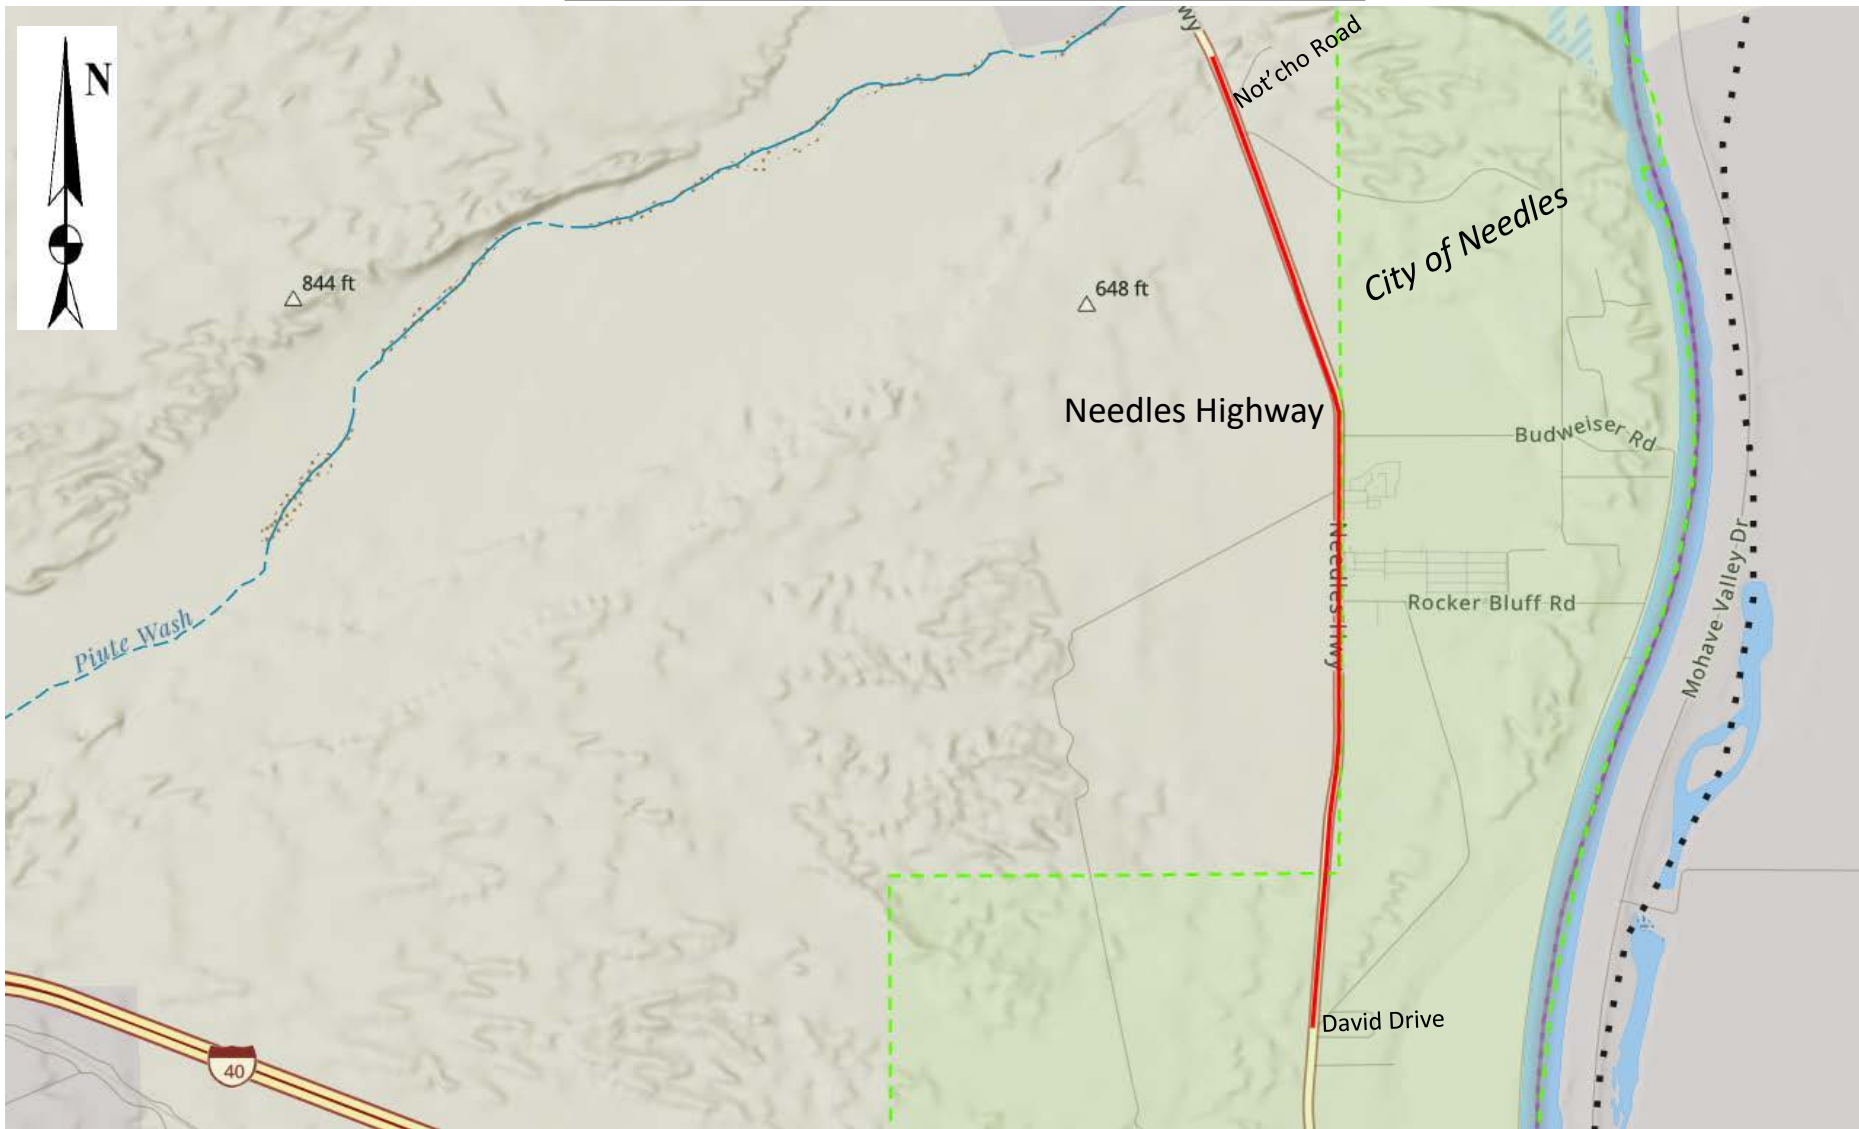 wy
N
Not'cho Road
City of Needles
844 ft
648 ft
Needles Highway
Budweiser Rd
Needles Hwy
Mohave Valley Dr
Rocker Bluff Rd
Piute Wash
David Drive
40